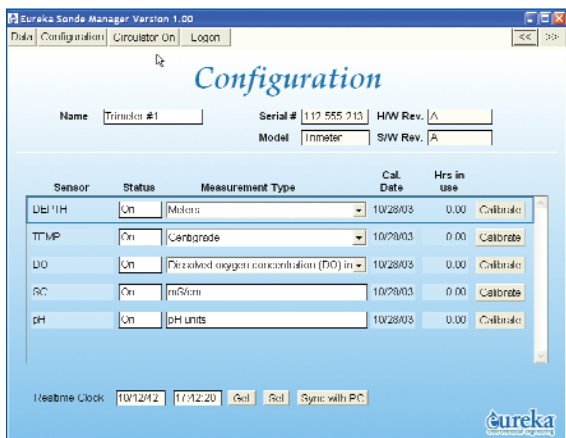 Eureka Sonde Manager Version 1.00
Data Configuration Circulator On Logon << >>
Configuration
Name Trimeter #1 Serial # 112 555 213 H/W Rev. A
Model Trimeter S/W Rev. A
Sensor Status Measurement Type Cal. Date Hrs in use
DEPTH On Meters 10/28/03 0.00 Calibrate
TEMP On Centigrade 10/28/03 0.00 Calibrate
DO On Dissolved oxygen concentration (DO) in 10/28/03 0.00 Calibrate
SC On mS/cm 10/28/03 0.00 Calibrate
pH On pH units 10/28/03 0.00 Calibrate
Realtime Clock 10/12/42 17:42:20 Get Set Sync with PC
eureka
environmental engineering